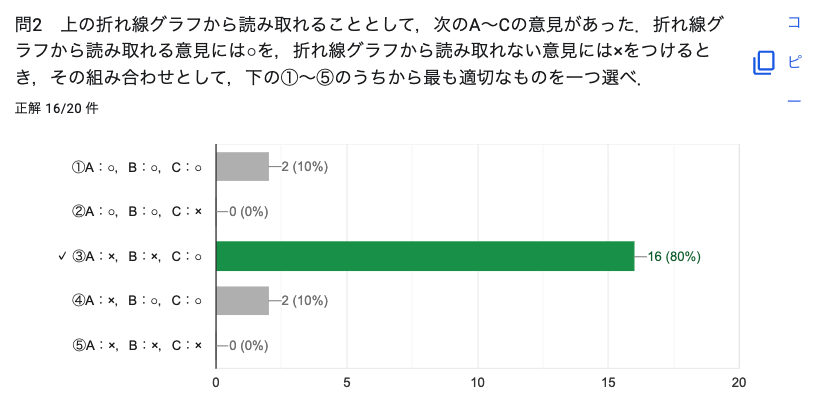 問2　上の折れ線グラフから読み取れることとして，次のA〜Cの意見があった．折れ線グ
ラフから読み取れる意見には○を，折れ線グラフから読み取れない意見には×をつけると
き，その組み合わせとして，下の①〜⑤のうちから最も適切なものを一つ選べ．
コピー
正解 16/20 件
①A：○，B：○，C：○
2 (10%)
②A：○，B：○，C：×
0 (0%)
✓ ③A：×，B：×，C：○
16 (80%)
④A：×，B：○，C：○
2 (10%)
⑤A：×，B：×，C：×
0 (0%)
0 5 10 15 20